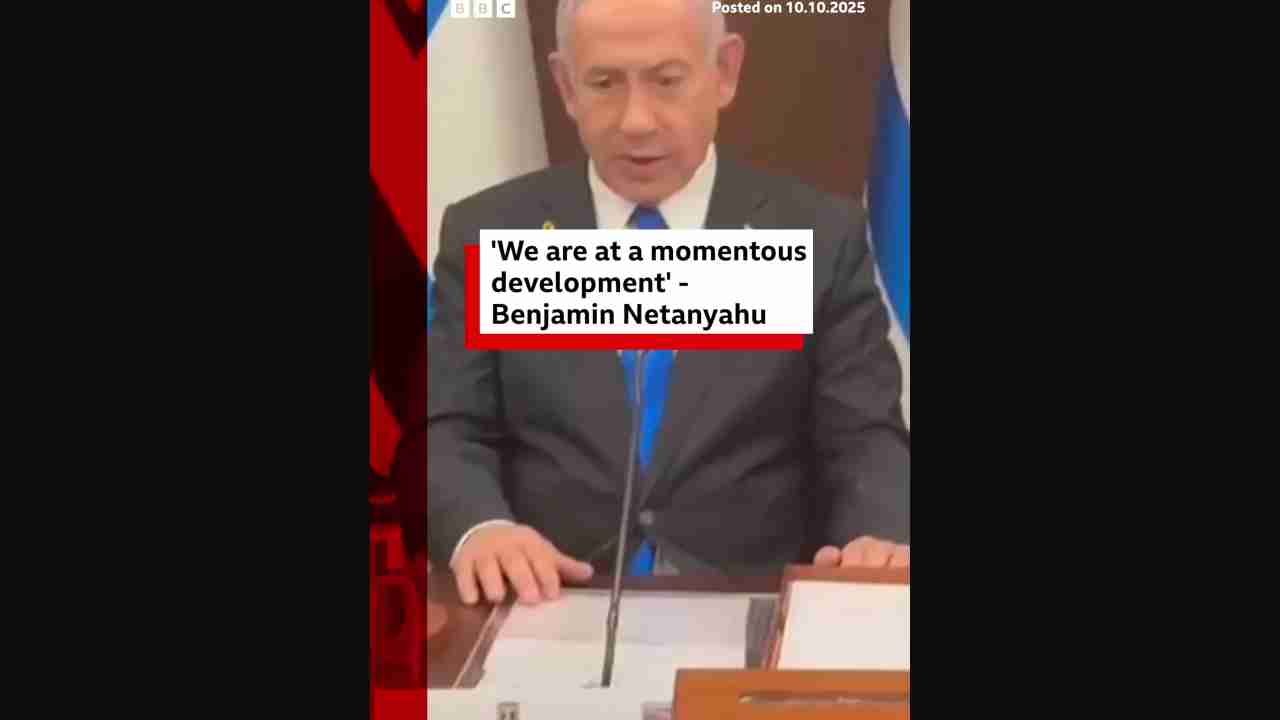 BBC
Posted on 10.10.2025
'We are at a momentous
development' -
Benjamin Netanyahu